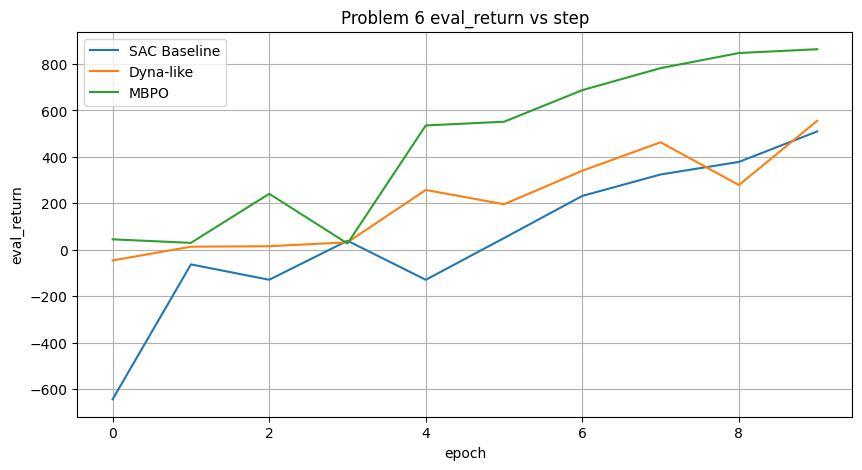 Problem 6 eval_return vs step
SAC Baseline
Dyna-like
MBPO
eval_return
800
600
400
200
0
−200
−400
−600
0 2 4 6 8
epoch